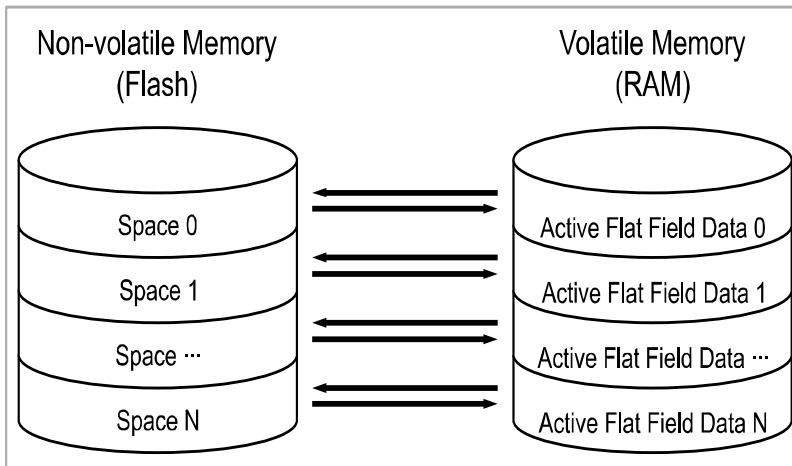 Non-volatile Memory
(Flash)
Volatile Memory
(RAM)
Space 0
Active Flat Field Data 0
Space 1
Active Flat Field Data 1
Space ···
Active Flat Field Data ···
Space N
Active Flat Field Data N